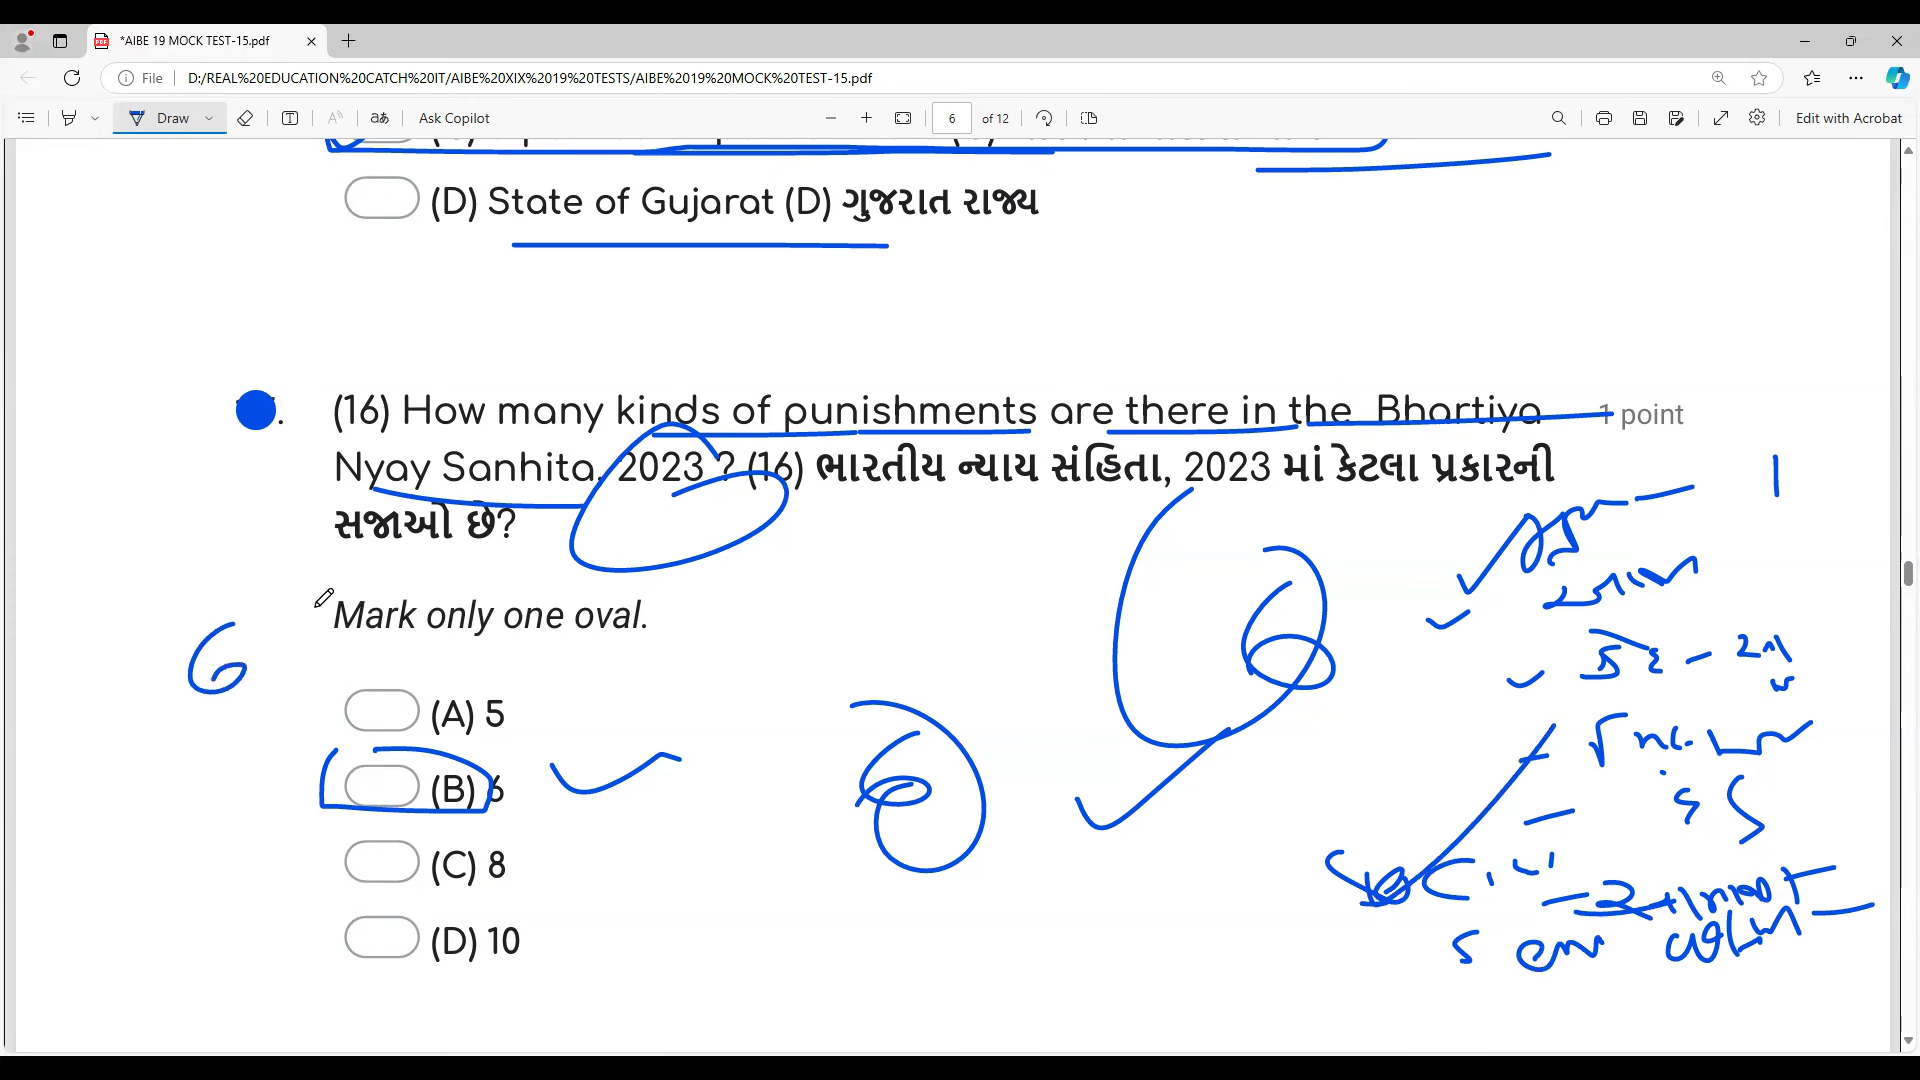 *AIBE 19 MOCK TEST-15.pdf
File D:/REAL%20EDUCATION%20CATCH%20IT/AIBE%20XIX%2019%20TESTS/AIBE%2019%20MOCK%20TEST-15.pdf
Draw Ask Copilot 6 of 12 Edit with Acrobat
(D) State of Gujarat (D) ગુજરાત રાજ્ય
(16) How many kinds of punishments are there in the Bhartiya 1 point
Nyay Sanhita, 2023 ? (16) ભારતીય ન્યાય સંહિતા, 2023 માં કેટલા પ્રકારની
સજાઓ છે?
Mark only one oval.
6
(A) 5
(B) 6
(C) 8
(D) 10